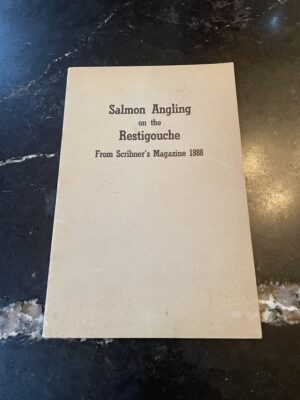 Salmon Angling
on the
Restigouche
From Scribner's Magazine 1888